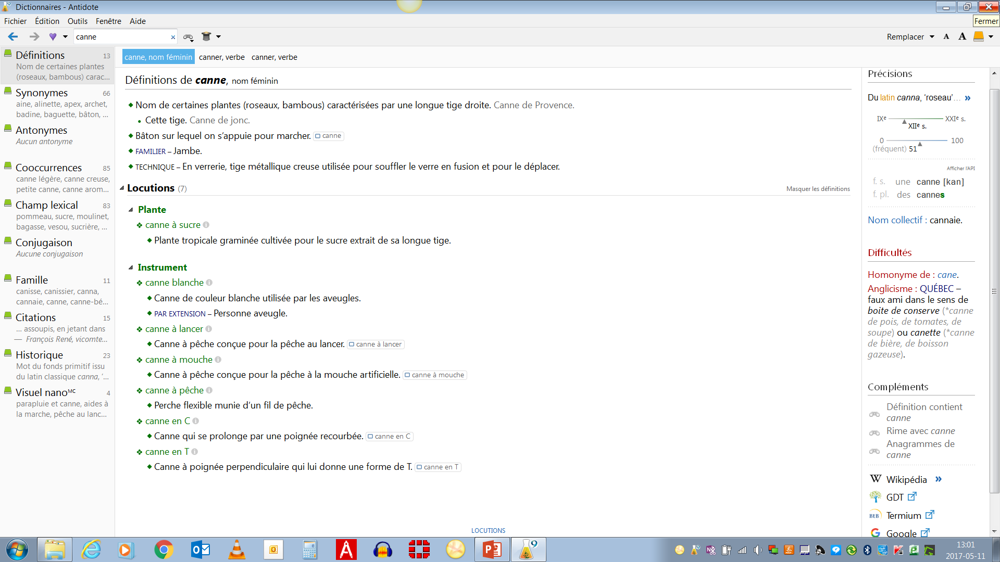 Dictionnaires - Antidote
Fichier Édition Outils Fenêtre Aide
Fermer
canne
Remplacer A A
Définitions 13
Nom de certaines plantes
(roseaux, bambous) carac...
Synonymes 66
aine, alinette, apex, archet,
badine, baguette, bâton, ...
Antonymes
Aucun antonyme
Cooccurrences 85
canne légère, canne creuse,
petite canne, canne arom...
Champ lexical 83
pommeau, sucre, moulinet,
bagasse, vesou, sucrière, ...
Conjugaison
Aucune conjugaison
Famille 11
canisse, canissier, canna,
cannaie, canne, canne-bé...
Citations 15
... assoupis, en jetant dans
— François René, vicomte...
Historique 23
Mot du fonds primitif issu
du latin classique canna, '...
Visuel nanoᴹᶜ 4
parapluie et canne, aides à
la marche, pêche au lanc...
canne, nom féminin canner, verbe canner, verbe
Définitions de canne, nom féminin
Nom de certaines plantes (roseaux, bambous) caractérisées par une longue tige droite. Canne de Provence.
Cette tige. Canne de jonc.
Bâton sur lequel on s'appuie pour marcher. canne
FAMILIER – Jambe.
TECHNIQUE – En verrerie, tige métallique creuse utilisée pour souffler le verre en fusion et pour le déplacer.
Locutions (7) Masquer les définitions
Plante
canne à sucre
Plante tropicale graminée cultivée pour le sucre extrait de sa longue tige.
Instrument
canne blanche
Canne de couleur blanche utilisée par les aveugles.
PAR EXTENSION – Personne aveugle.
canne à lancer
Canne à pêche conçue pour la pêche au lancer. canne à lancer
canne à mouche
Canne à pêche conçue pour la pêche à la mouche artificielle. canne à mouche
canne à pêche
Perche flexible munie d'un fil de pêche.
canne en C
Canne qui se prolonge par une poignée recourbée. canne en C
canne en T
Canne à poignée perpendiculaire qui lui donne une forme de T. canne en T
LOCUTIONS
Précisions
Du latin canna, 'roseau'... »
IXᵉ XXIᵉ s.
XIIᵉ s.
0 100
(fréquent) 51
Afficher l'API
f. s. une canne [kan]
f. pl. des cannes
Nom collectif : cannaie.
Difficultés
Homonyme de : cane.
Anglicisme : QUÉBEC –
faux ami dans le sens de
boite de conserve (*canne
de pois, de tomates, de
soupe) ou canette (*canne
de bière, de boisson
gazeuse).
Compléments
Définition contient
canne
Rime avec canne
Anagrammes de
canne
W Wikipédia »
GDT
BtB Termium
G Google
13:01
2017-05-11